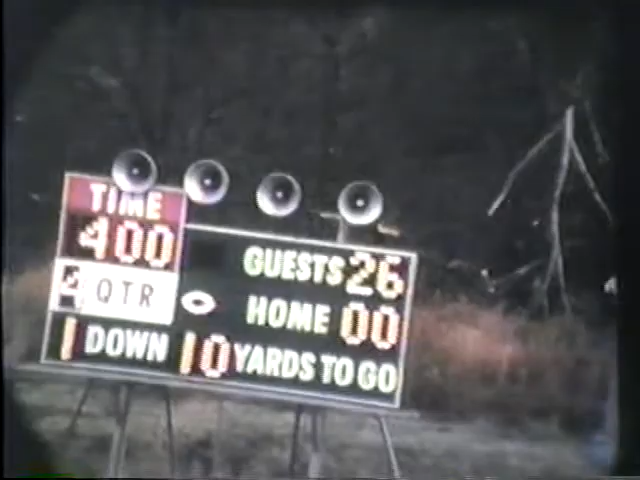 TIME
400
4 QTR
GUESTS 26
HOME 00
1 DOWN 10 YARDS TO GO